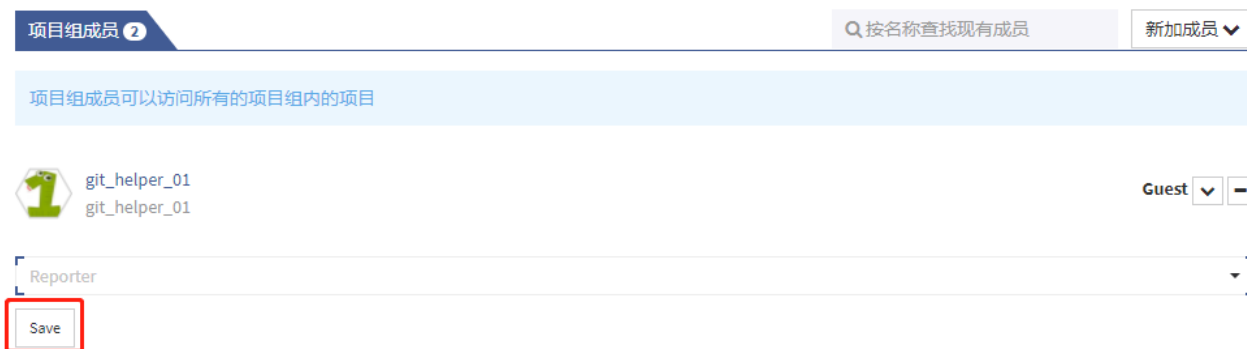 项目组成员 2
按名称查找现有成员
新加成员
项目组成员可以访问所有的项目组内的项目
git_helper_01
git_helper_01
Guest
Reporter
Save